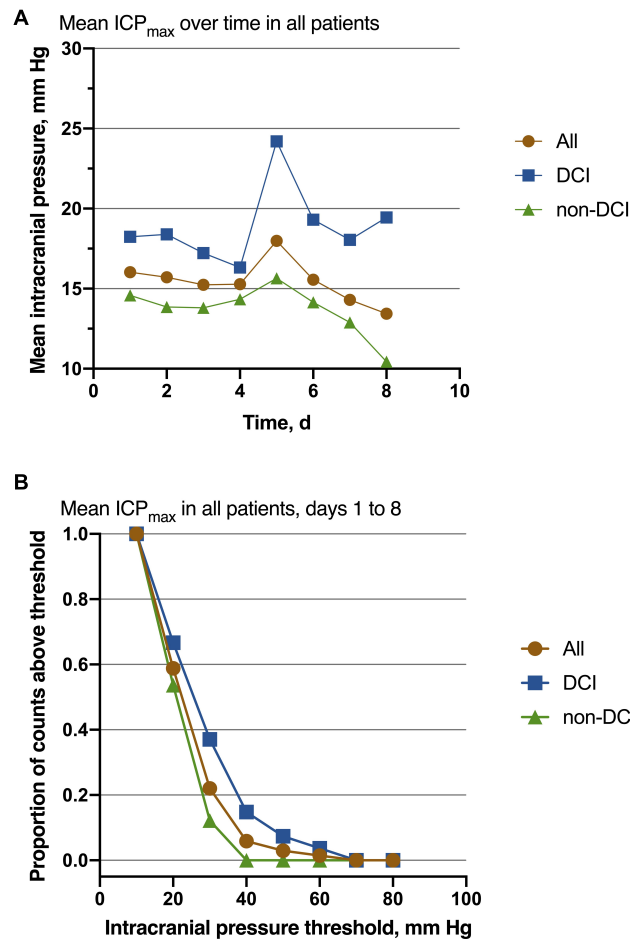 A
Mean ICPmax over time in all patients
Mean intracranial pressure, mm Hg
30
25
20
15
10
0
2
4
6
8
10
Time, d
All
DCI
non-DCI
B
Mean ICPmax in all patients, days 1 to 8
Proportion of counts above threshold
1.0
0.8
0.6
0.4
0.2
0.0
0
20
40
60
80
100
Intracranial pressure threshold, mm Hg
All
DCI
non-DC